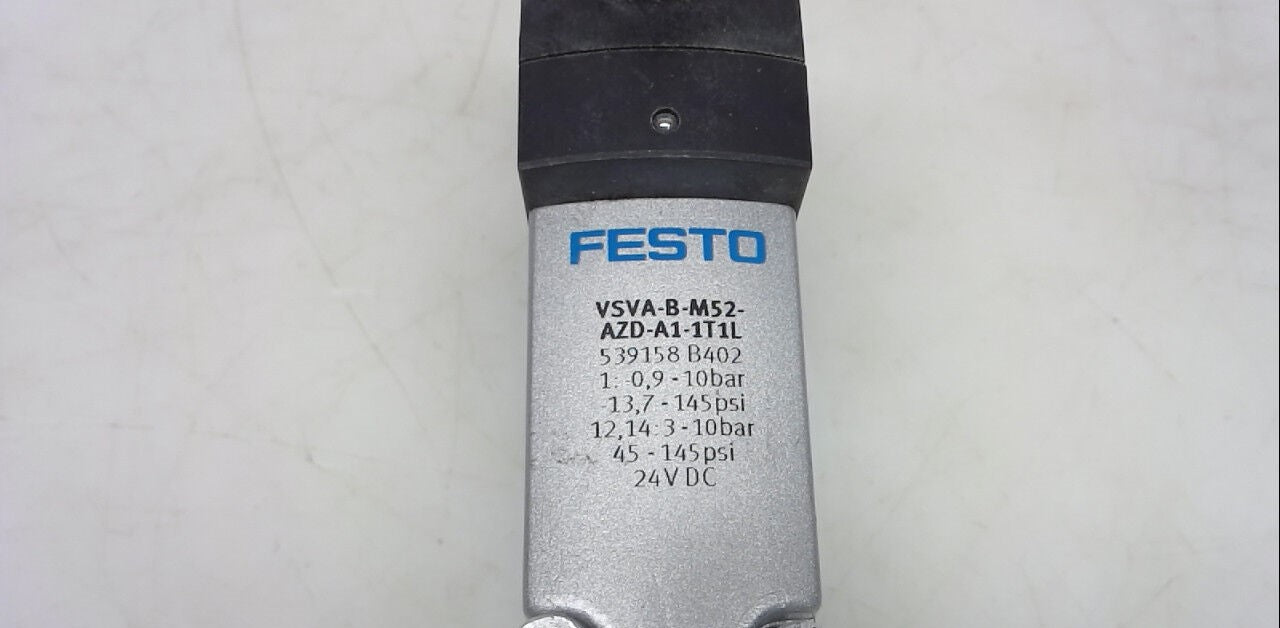 FESTO
VSVA-B-M52-
AZD-A1-1T1L
539158 B402
1: -0,9 - 10bar
-13,7 - 145psi
12,14: 3 - 10bar
45 - 145psi
24V DC